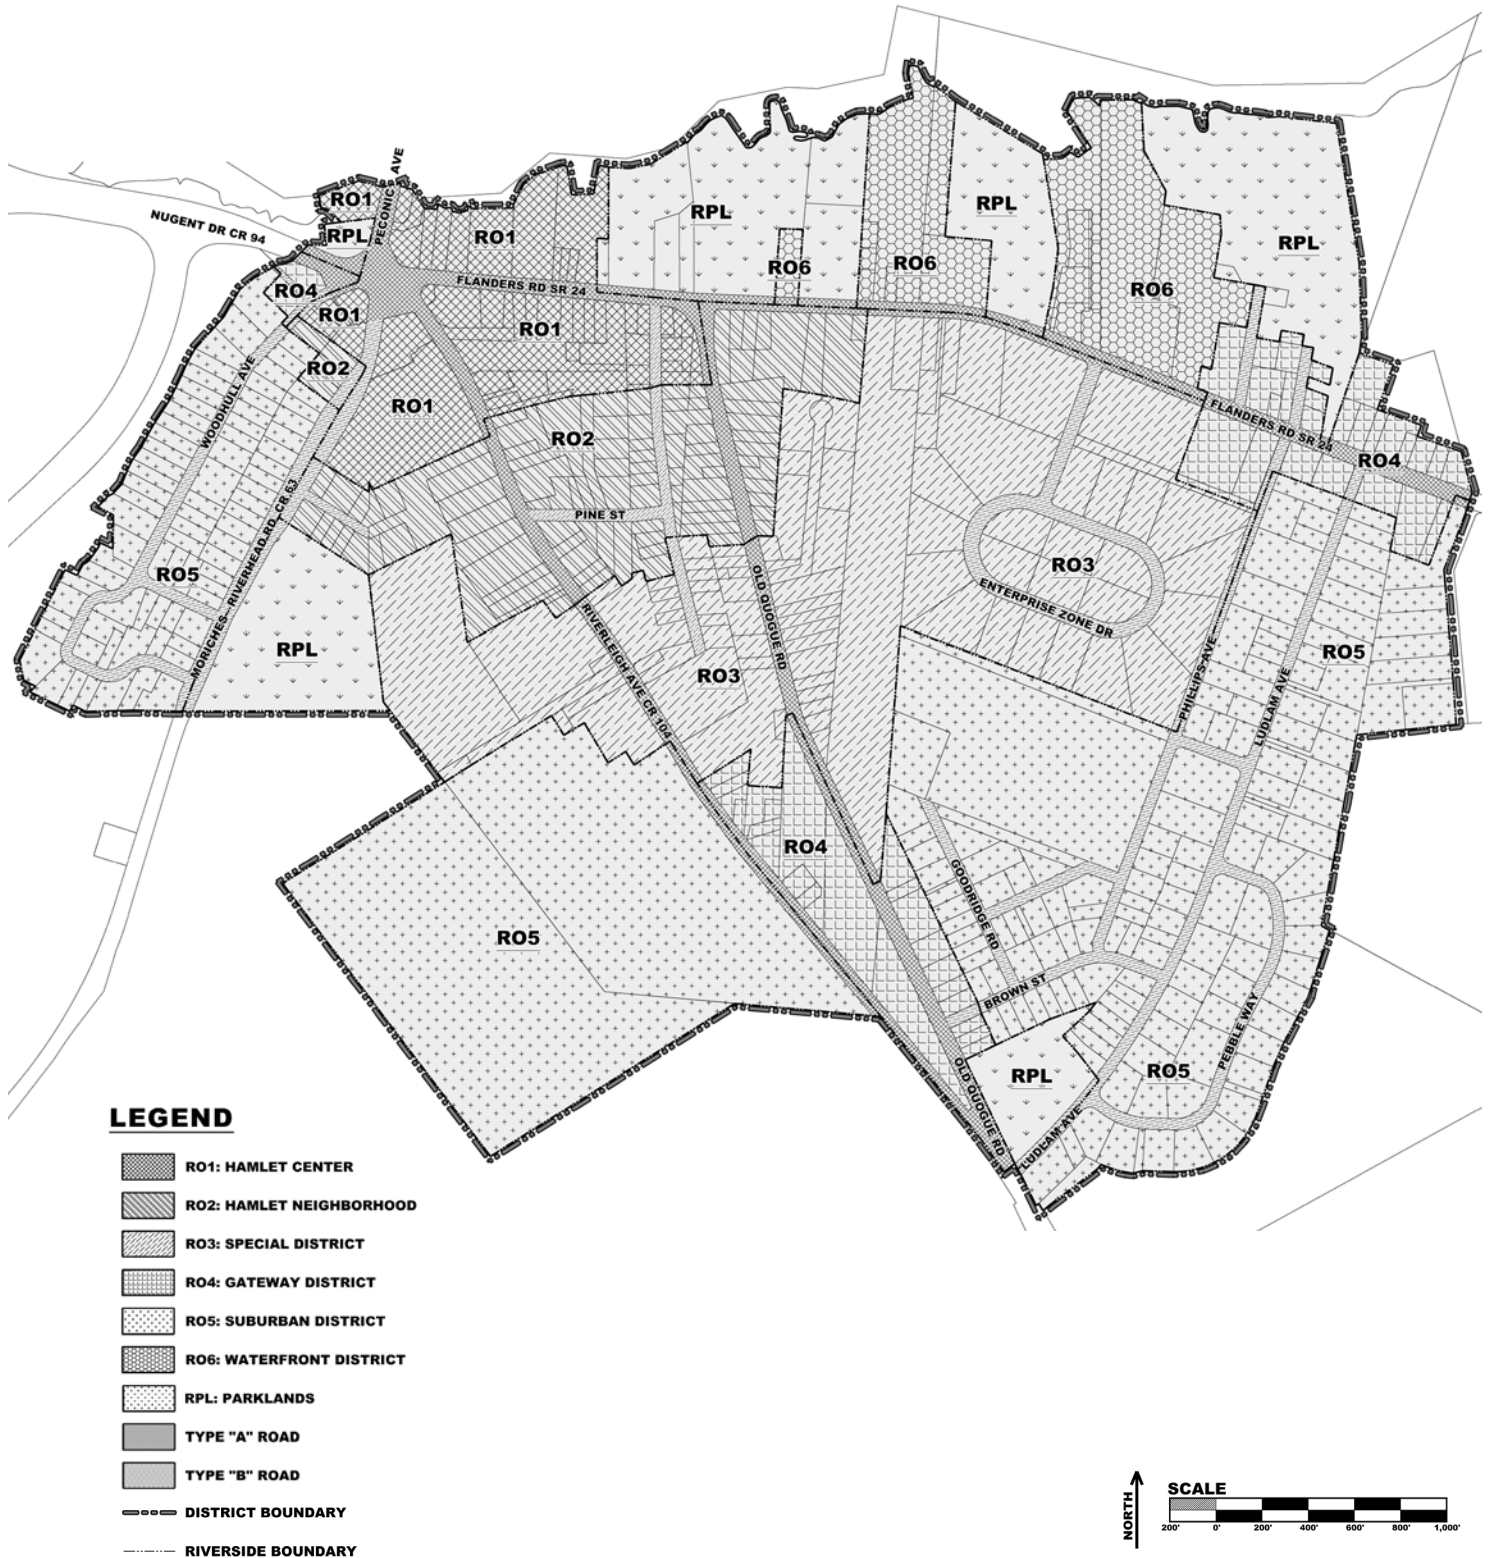 PECONIC AVE
RO1
NUGENT DR CR 94
RPL
RO1
RPL
RPL
RPL
RO6
RO6
RO6
RO4
FLANDERS RD SR 24
RO1
RO1
RO2
WOODHULL AVE
RO1
RO2
FLANDERS RD SR 24
RO4
MORICHES - RIVERHEAD RD. CR 63
PINE ST
RO5
RO3
ENTERPRISE ZONE DR
OLD QUOGUE RD
RIVERLEIGH AVE CR 104
RPL
RO3
PHILLIPS AVE
RO5
LUDLAM AVE
RO4
GOODRIDGE RD
RO5
BROWN ST
PEBBLE WAY
RPL
RO5
OLD QUOGUE RD
LUDLAM AVE
LEGEND
RO1: HAMLET CENTER
RO2: HAMLET NEIGHBORHOOD
RO3: SPECIAL DISTRICT
RO4: GATEWAY DISTRICT
RO5: SUBURBAN DISTRICT
RO6: WATERFRONT DISTRICT
RPL: PARKLANDS
TYPE "A" ROAD
TYPE "B" ROAD
DISTRICT BOUNDARY
RIVERSIDE BOUNDARY
NORTH
SCALE
200' 0' 200' 400' 600' 800' 1,000'